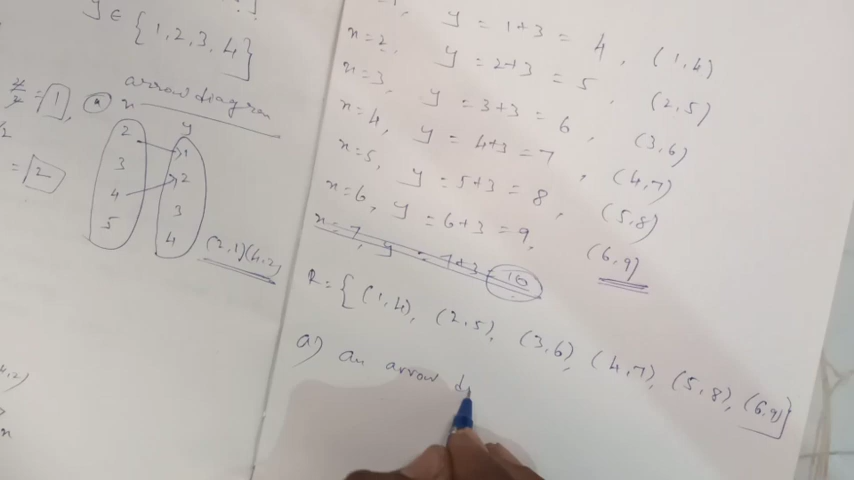 y ∈ {1, 2, 3, 4}
arrow diagram
= 1,
x y
2 1
3 2
4 3
5 4
= 2
(2,1)(4,2)
y = 1+3 = 4, (1,4)
x=2, y = 2+3 = 5, (2,5)
x=3, y = 3+3 = 6, (3,6)
x=4, y = 4+3 = 7, (4,7)
x=5, y = 5+3 = 8, (5,8)
x=6, y = 6+3 = 9, (6,9)
x=7, y = 7+3 = 10
R = {(1,4), (2,5), (3,6), (4,7), (5,8), (6,9)}
a) An arrow d